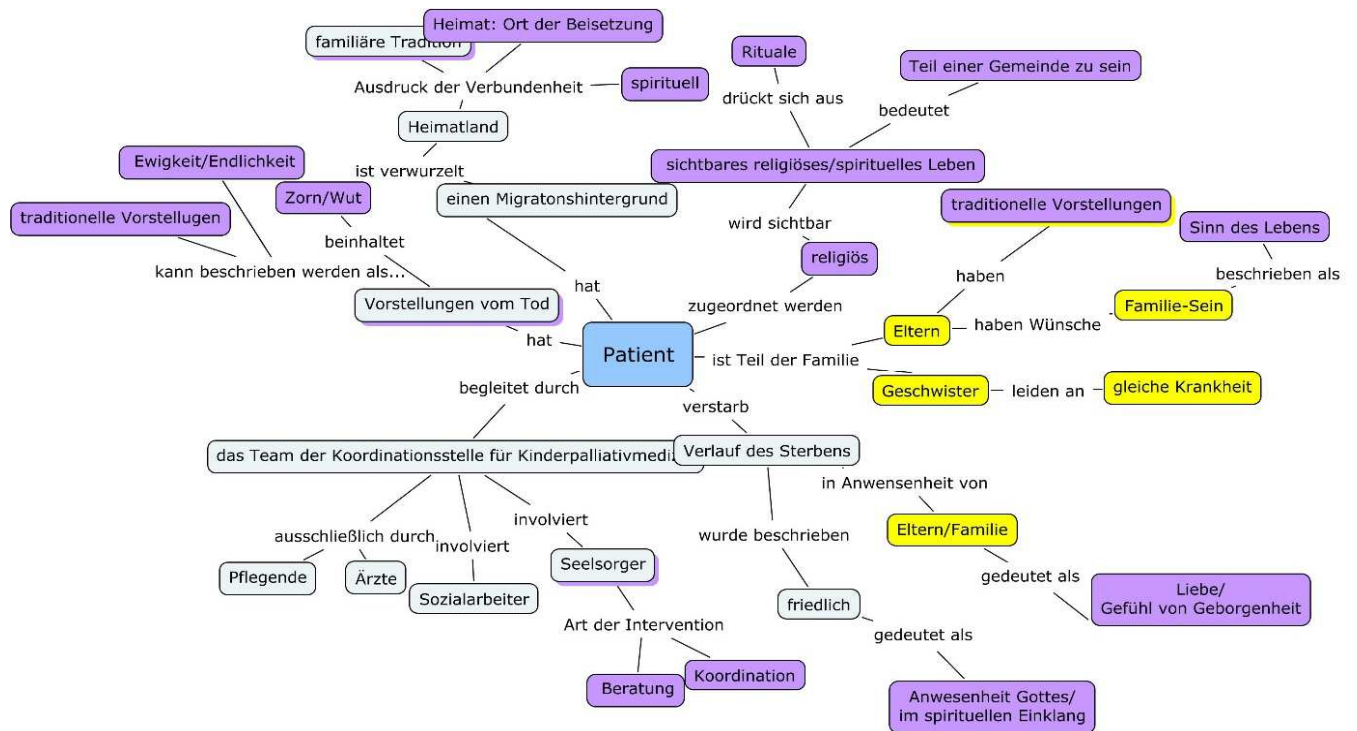 Heimat: Ort der Beisetzung
familiäre Tradition
Rituale
Teil einer Gemeinde zu sein
Ausdruck der Verbundenheit
spirituell
drückt sich aus
bedeutet
Heimatland
Ewigkeit/Endlichkeit
sichtbares religiöses/spirituelles Leben
ist verwurzelt
Zorn/Wut
einen Migratonshintergrund
traditionelle Vorstellungen
traditionelle Vorstellugen
wird sichtbar
Sinn des Lebens
beinhaltet
religiös
kann beschrieben werden als...
haben
beschrieben als
hat
Vorstellungen vom Tod
zugeordnet werden
Familie-Sein
Eltern
haben Wünsche
hat
Patient
ist Teil der Familie
begleitet durch
Geschwister
leiden an
gleiche Krankheit
verstarb
das Team der Koordinationsstelle für Kinderpalliativmedi
Verlauf des Sterbens
in Anwensenheit von
involviert
ausschließlich durch
involviert
wurde beschrieben
Eltern/Familie
Seelsorger
Pflegende
Ärzte
gedeutet als
Sozialarbeiter
friedlich
Liebe/
Gefühl von Geborgenheit
Art der Intervention
gedeutet als
Koordination
Beratung
Anwesenheit Gottes/
im spirituellen Einklang